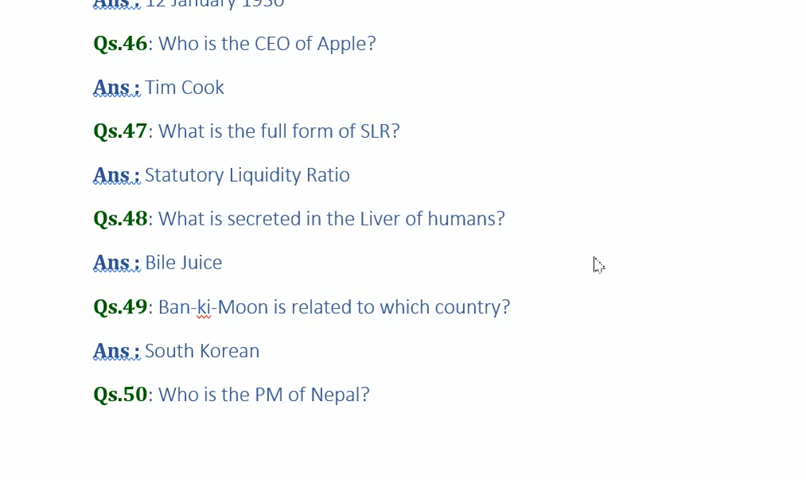 Ans : 12 January 1950
Qs.46: Who is the CEO of Apple?
Ans : Tim Cook
Qs.47: What is the full form of SLR?
Ans : Statutory Liquidity Ratio
Qs.48: What is secreted in the Liver of humans?
Ans : Bile Juice
Qs.49: Ban-ki-Moon is related to which country?
Ans : South Korean
Qs.50: Who is the PM of Nepal?